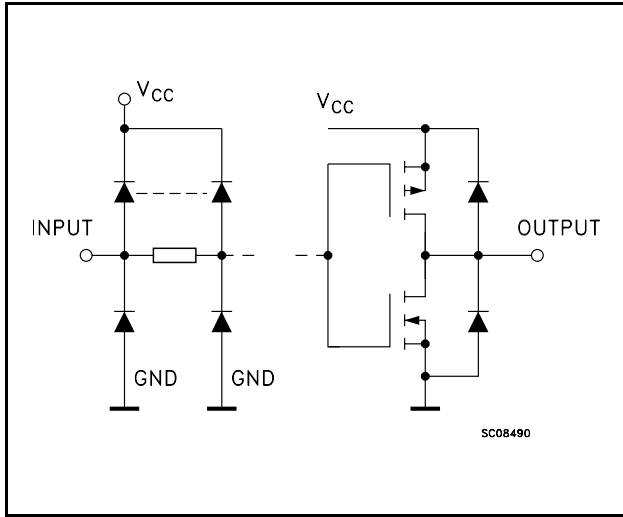 VCC
VCC
INPUT
OUTPUT
GND
GND
SC08490